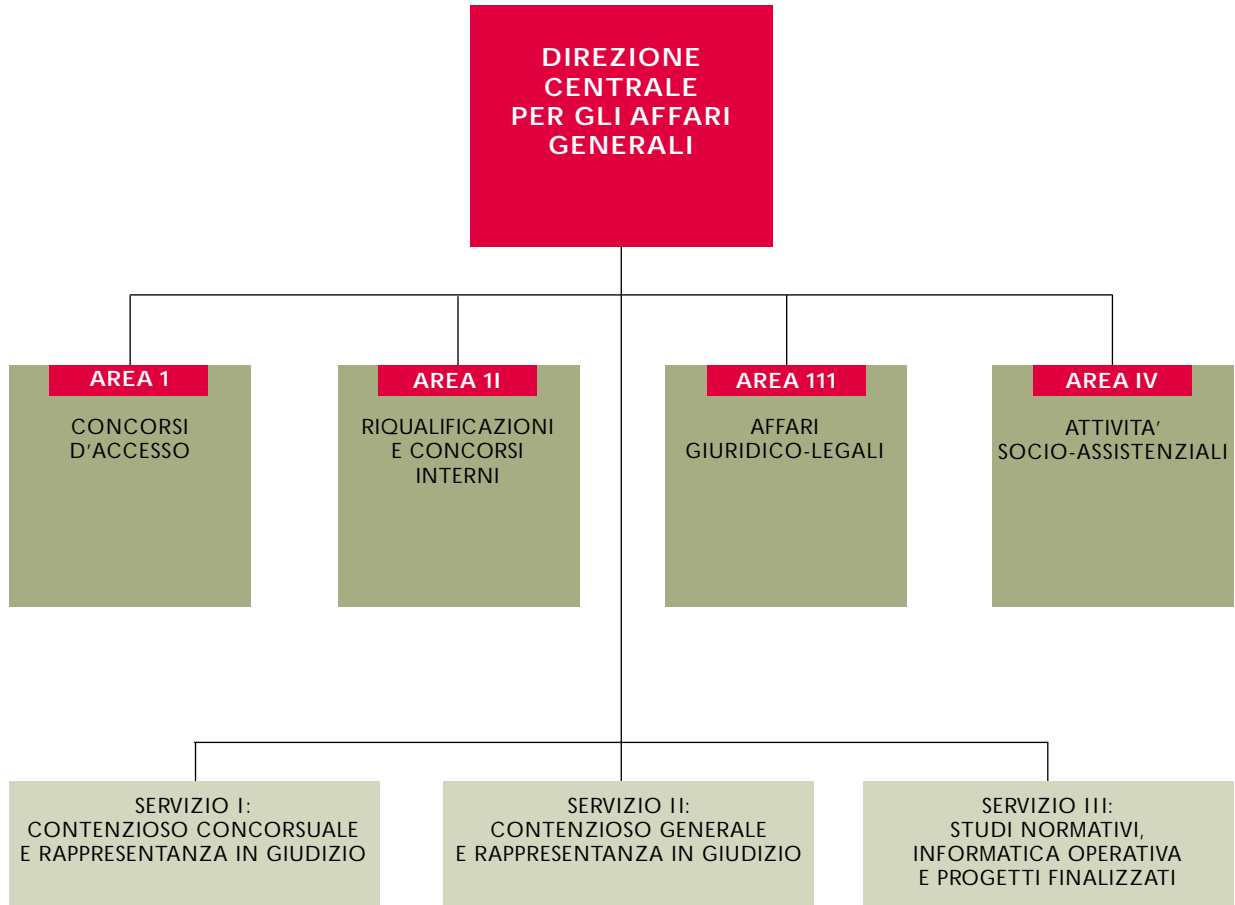 DIREZIONE
CENTRALE
PER GLI AFFARI
GENERALI
AREA 1
CONCORSI
D'ACCESSO
AREA 1I
RIQUALIFICAZIONI
E CONCORSI
INTERNI
AREA 111
AFFARI
GIURIDICO-LEGALI
AREA IV
ATTIVITA'
SOCIO-ASSISTENZIALI
SERVIZIO I:
CONTENZIOSO CONCORSUALE
E RAPPRESENTANZA IN GIUDIZIO
SERVIZIO II:
CONTENZIOSO GENERALE
E RAPPRESENTANZA IN GIUDIZIO
SERVIZIO III:
STUDI NORMATIVI,
INFORMATICA OPERATIVA
E PROGETTI FINALIZZATI